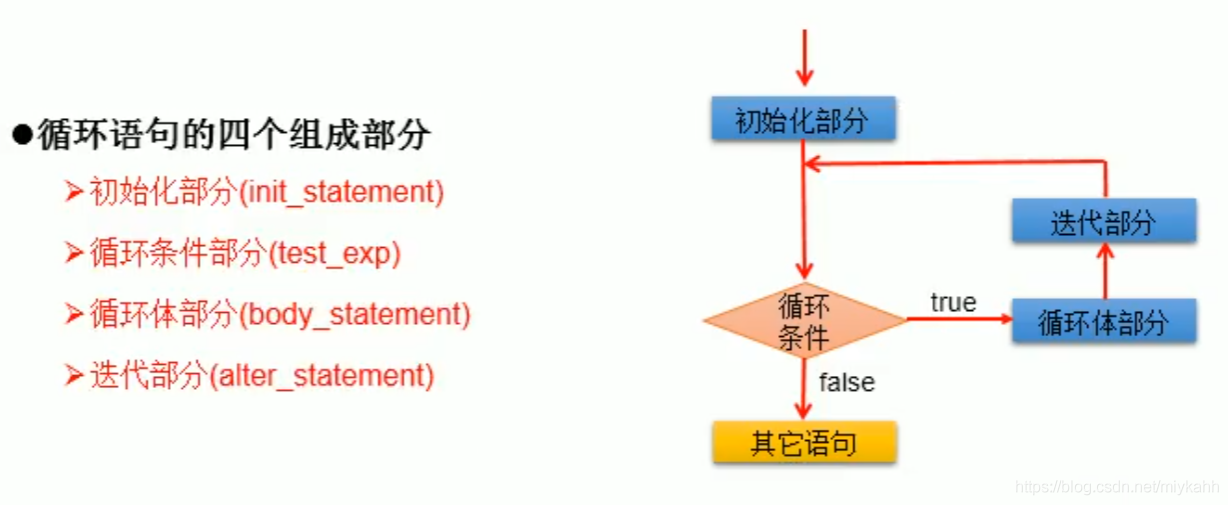 ●循环语句的四个组成部分
➢初始化部分(init_statement)
➢循环条件部分(test_exp)
➢循环体部分(body_statement)
➢迭代部分(alter_statement)
初始化部分
迭代部分
循环
条件
true
循环体部分
false
其它语句
https://blog.csdn.net/miykahh